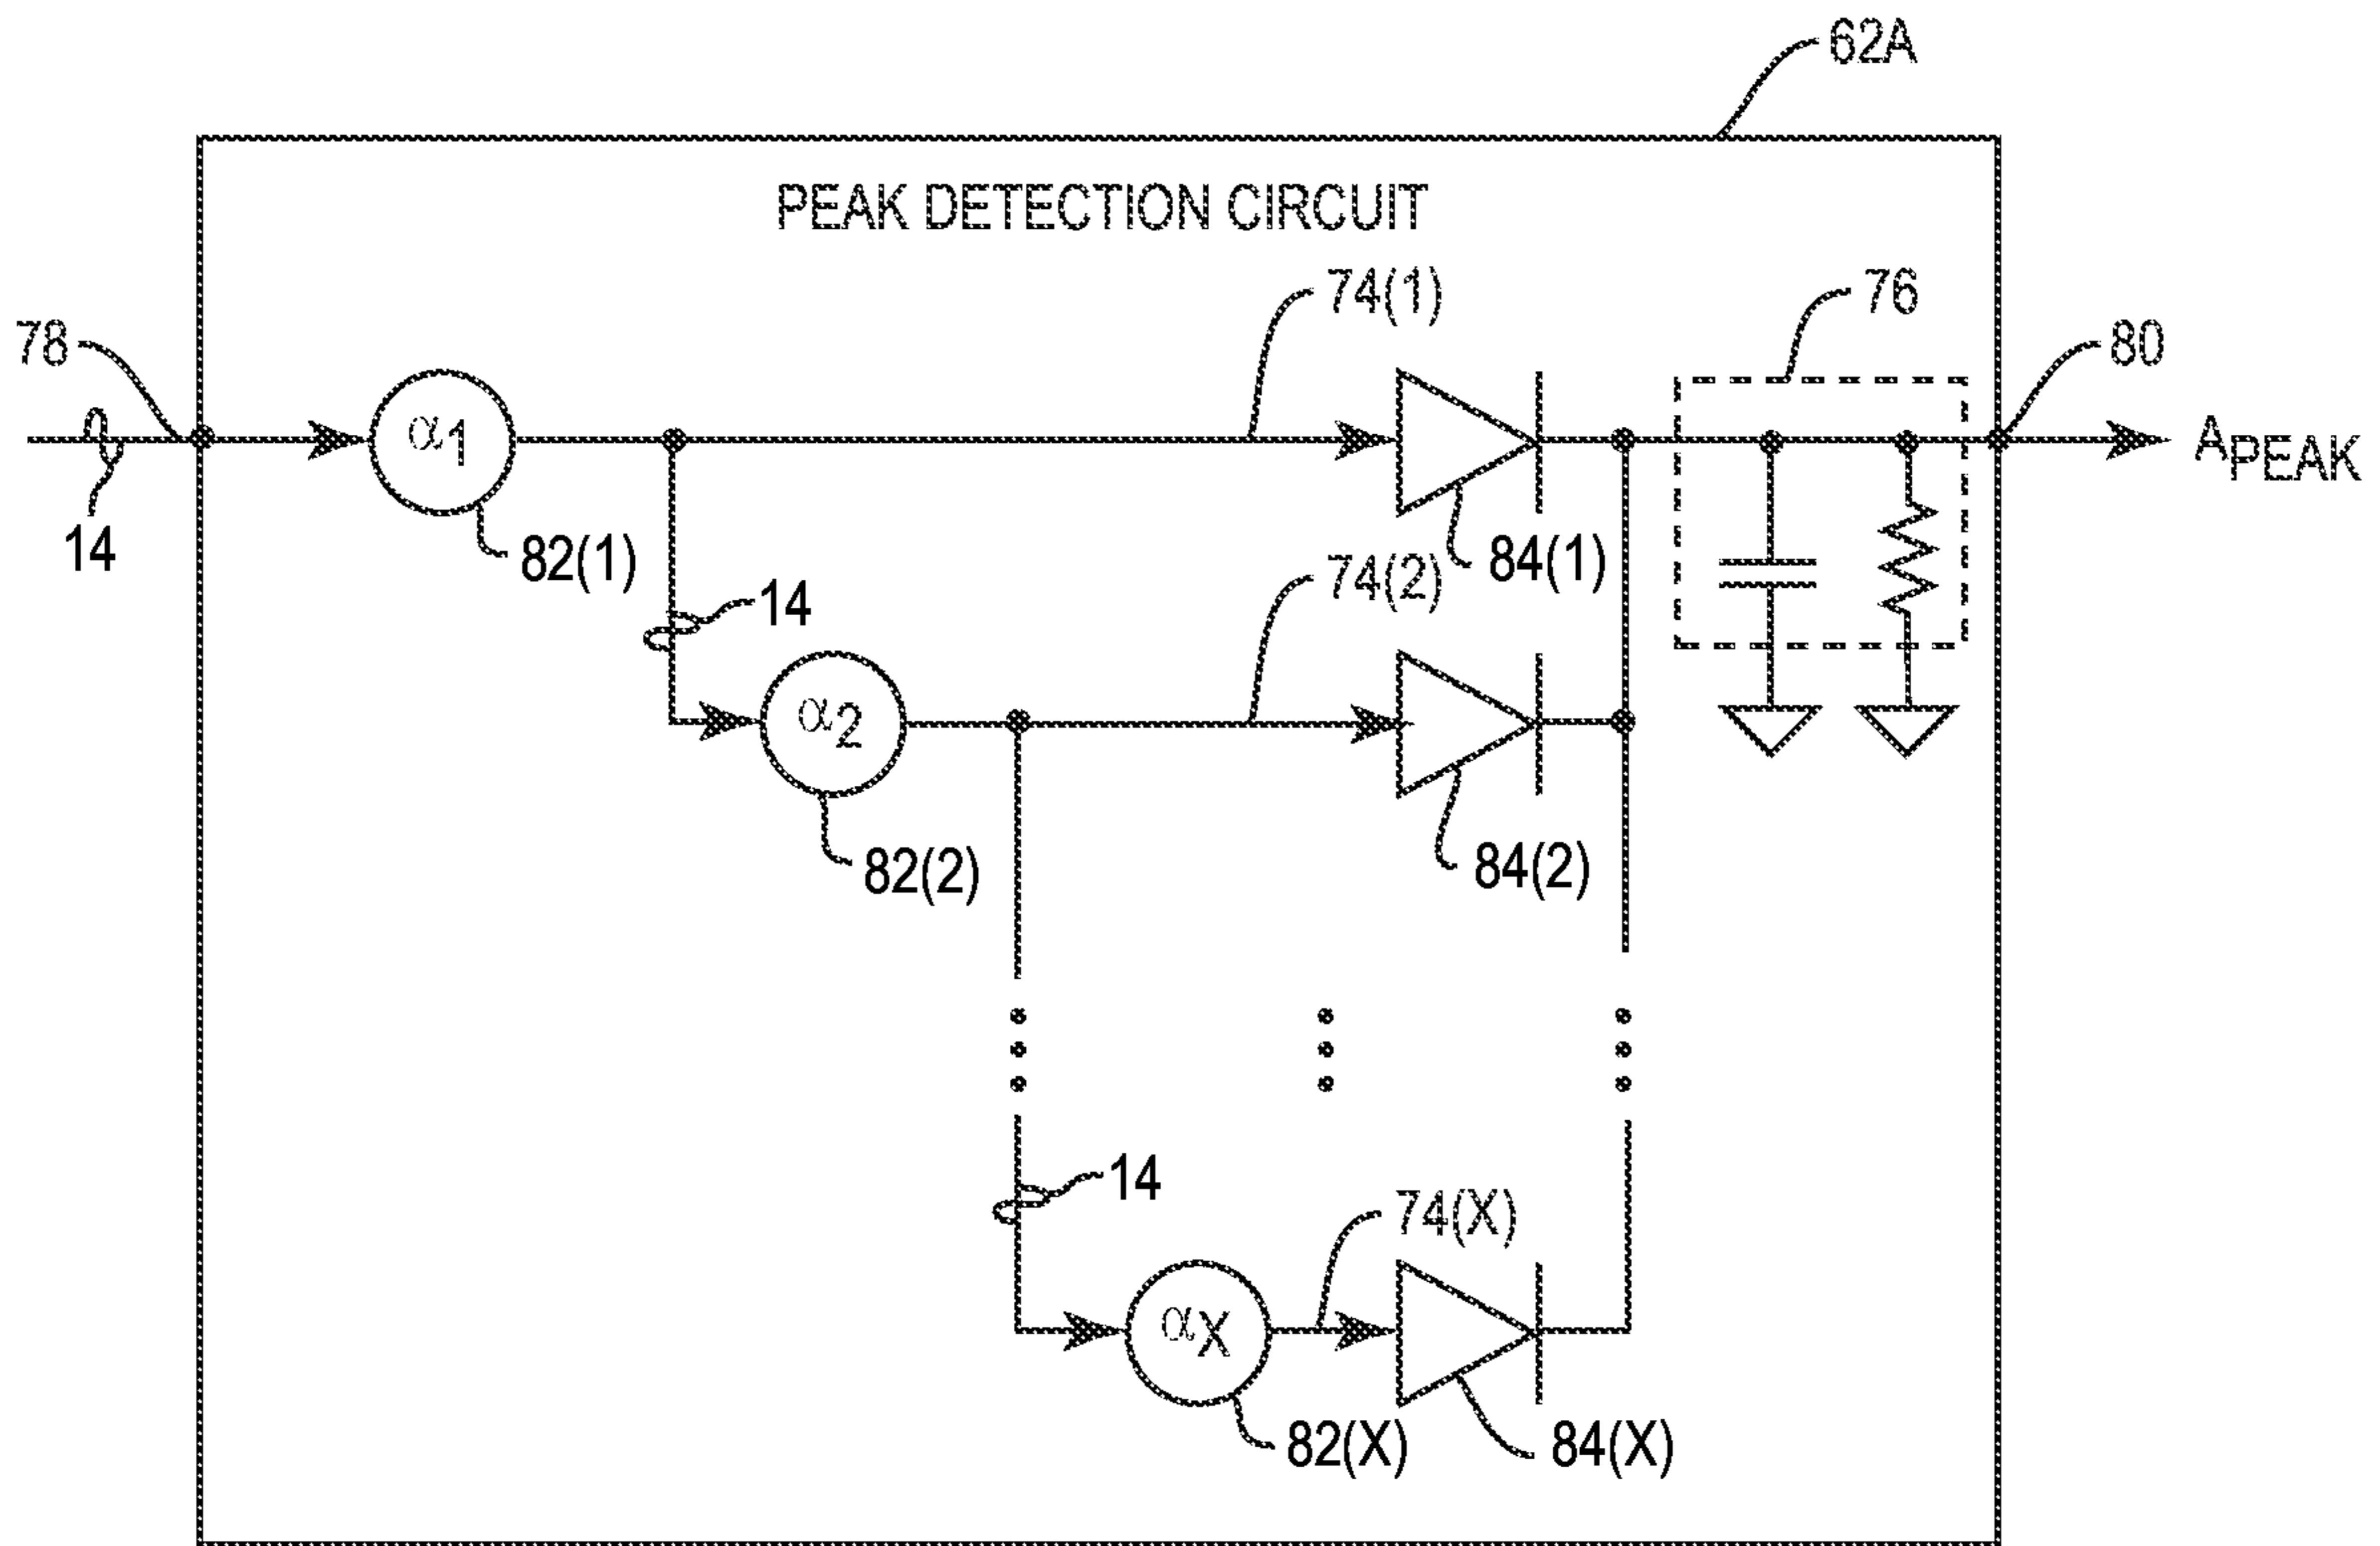 62A
PEAK DETECTION CIRCUIT
74(1)
76
78
80
α1
APEAK
14
82(1)
84(1)
74(2)
14
α2
82(2)
84(2)
14
74(X)
αX
82(X)
84(X)